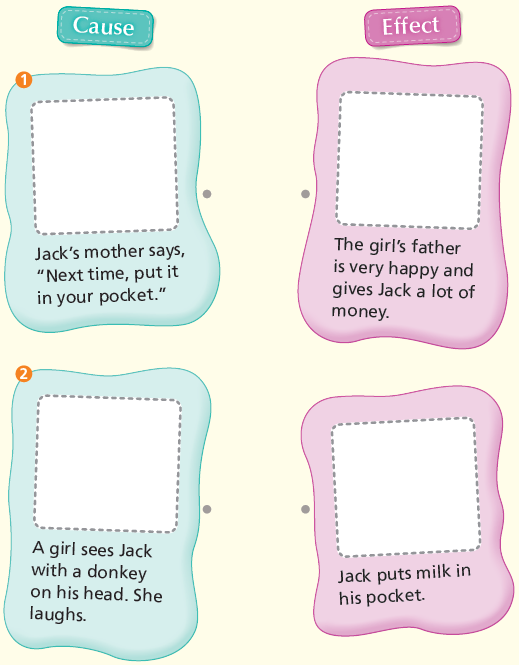 Cause
Effect
1
Jack's mother says,
“Next time, put it
in your pocket.”
The girl's father
is very happy and
gives Jack a lot of
money.
2
A girl sees Jack
with a donkey
on his head. She
laughs.
Jack puts milk in
his pocket.